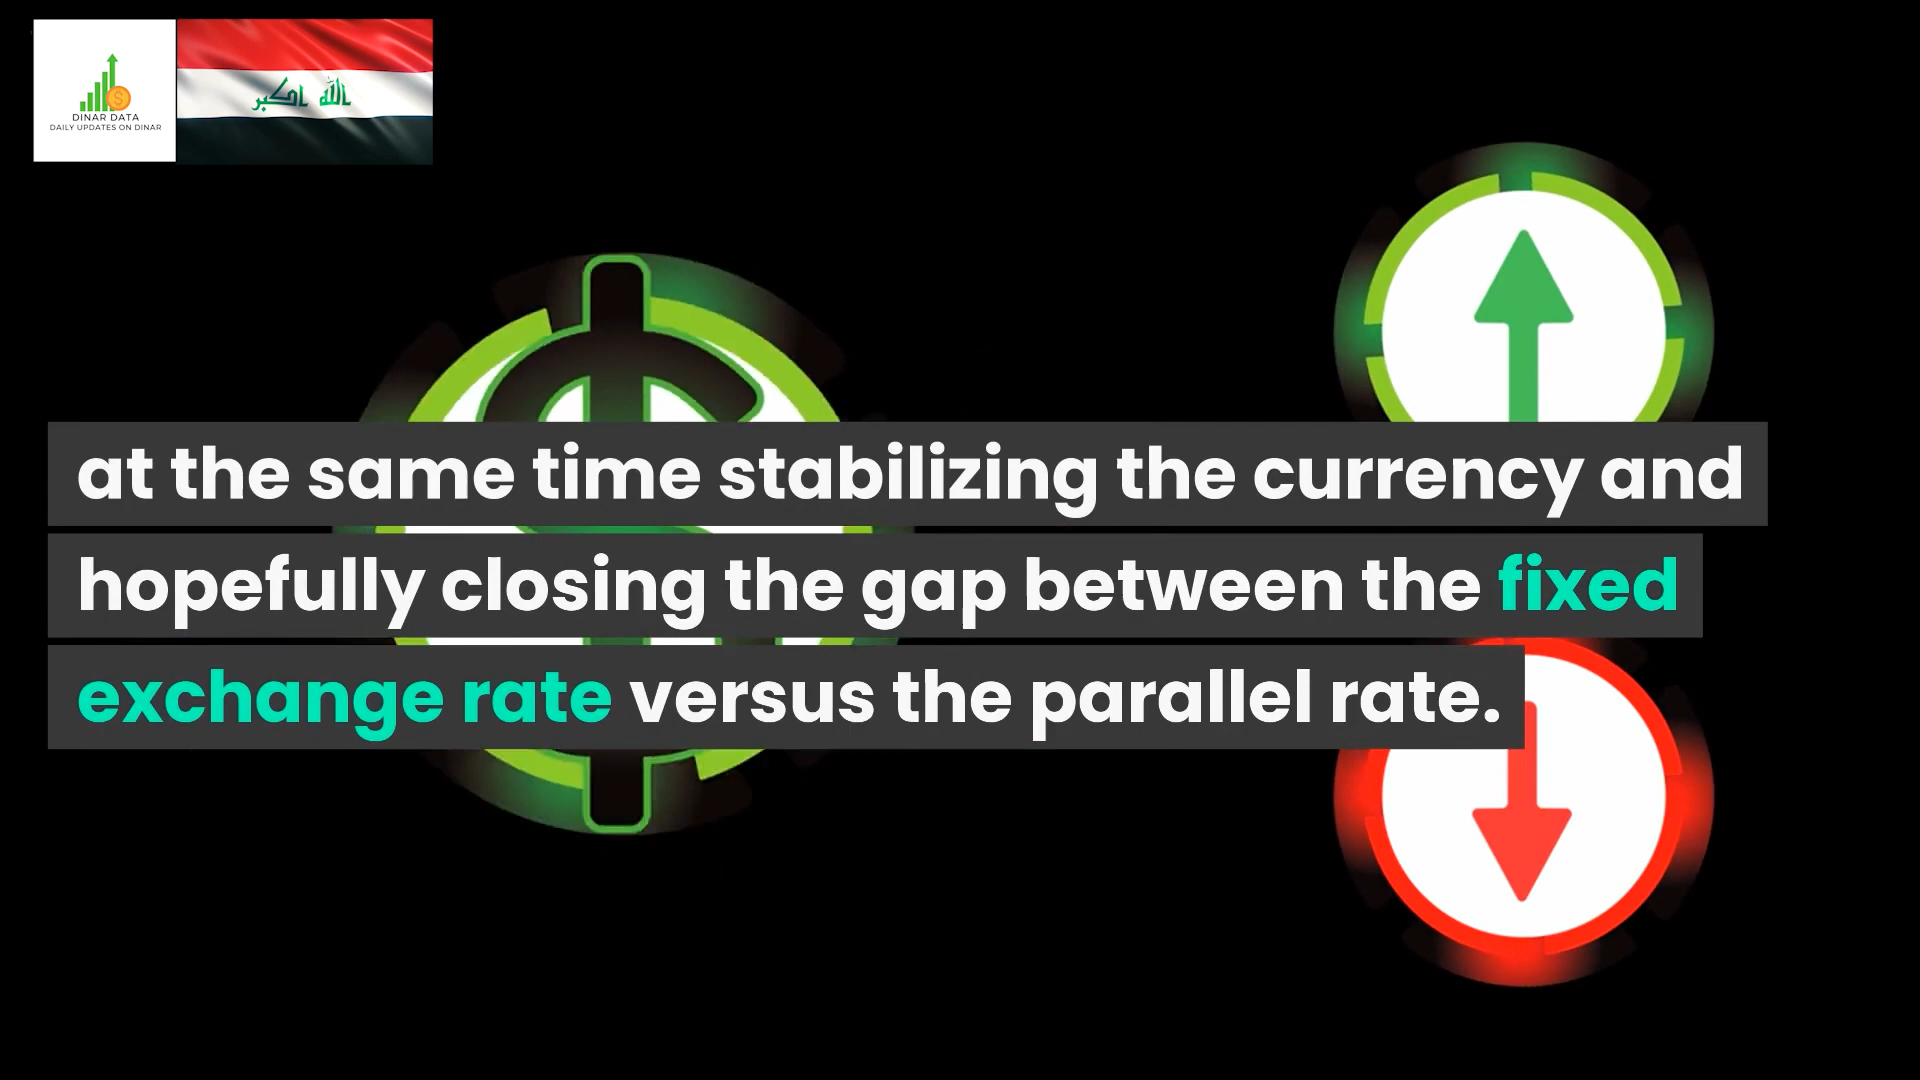 DINAR DATA
DAILY UPDATES ON DINAR
الله اكبر
at the same time stabilizing the currency and
hopefully closing the gap between the fixed
exchange rate versus the parallel rate.